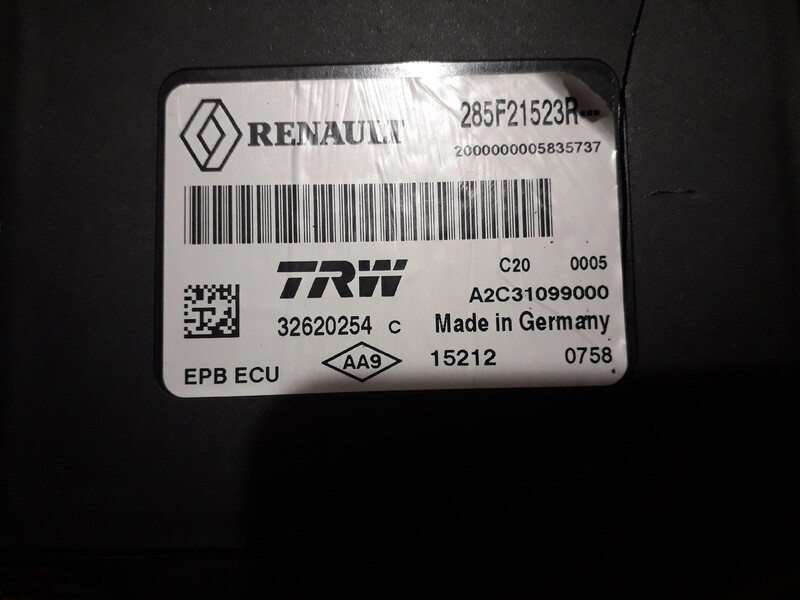 RENAULT
285F21523R---
2000000005835737
TRW
C20 0005
A2C31099000
32620254 C
Made in Germany
EPB ECU
AA9
15212 0758